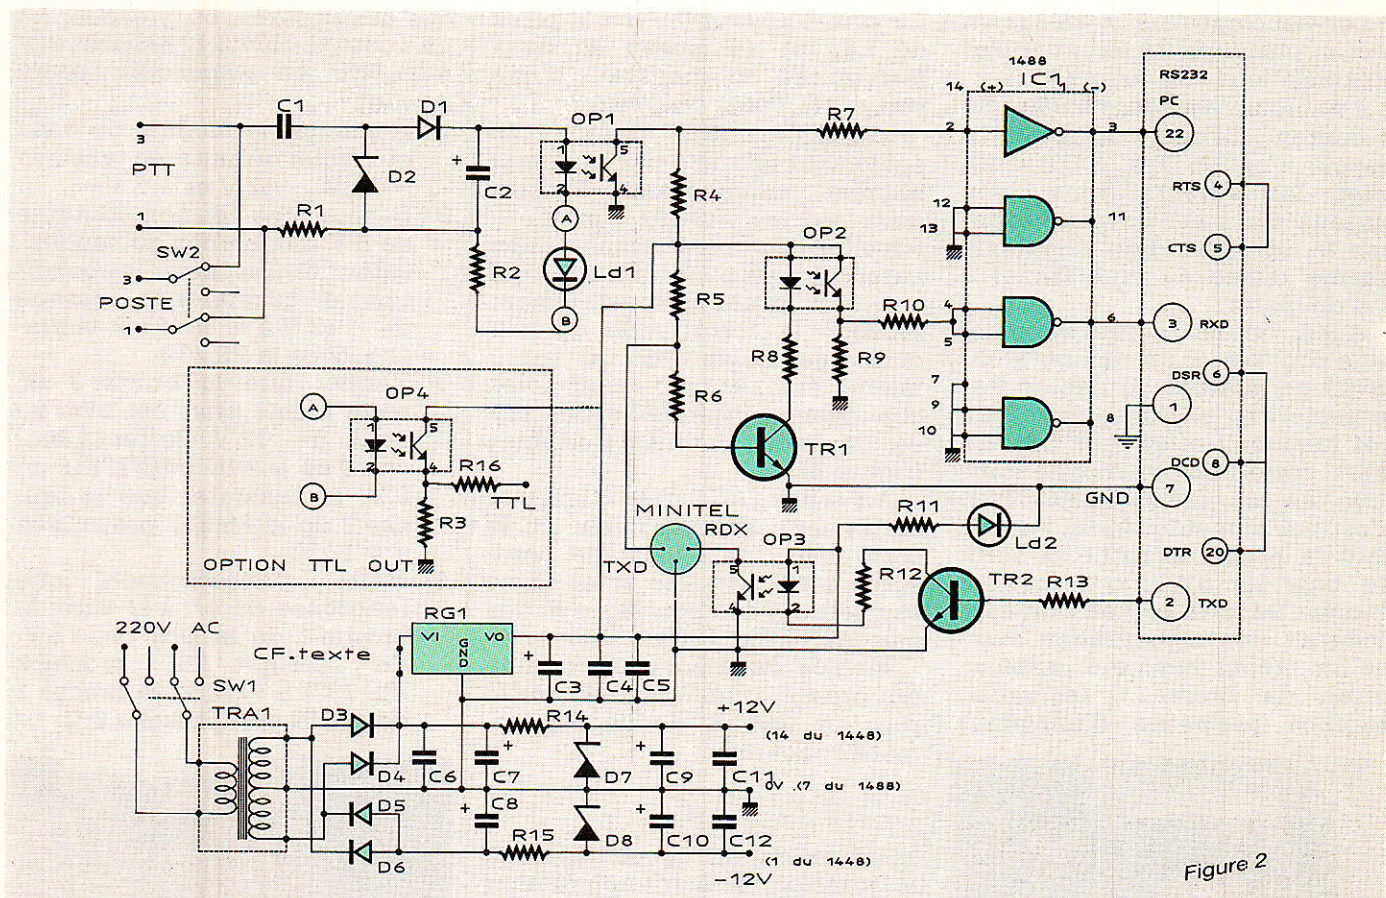 1488
IC1
14 (+) 1 (-)
RS232
PC
C1
D1
OP1
R7
2
3
22
3
PTT
1
5
D2
+
C2
2
4
R4
RTS
4
12
11
13
CTS
5
1
R1
A
OP2
SW2
R2
Ld1
3
POSTE
1
B
R5
R10
4
5
6
3
RXD
R8
R9
R6
7
9
10
8
DSR
6
1
OP4
A
1
5
2
4
B
R16
TTL
R3
OPTION TTL OUT
TR1
DCD
8
GND
7
MINITEL
RDX
TXD
OP3
5
1
4
2
R11
Ld2
DTR
20
R12
TR2
R13
2
TXD
220V AC
SW1
CF.texte
RG1
VI
VO
GND
+
C3
C4
C5
TRA1
D3
D4
D5
D6
R14
+12V
(14 du 1448)
C6
+
C7
D7
+
C9
C11
0V .(7 du 1488)
+
C8
R15
D8
+
C10
C12
(1 du 1448)
-12V
Figure 2